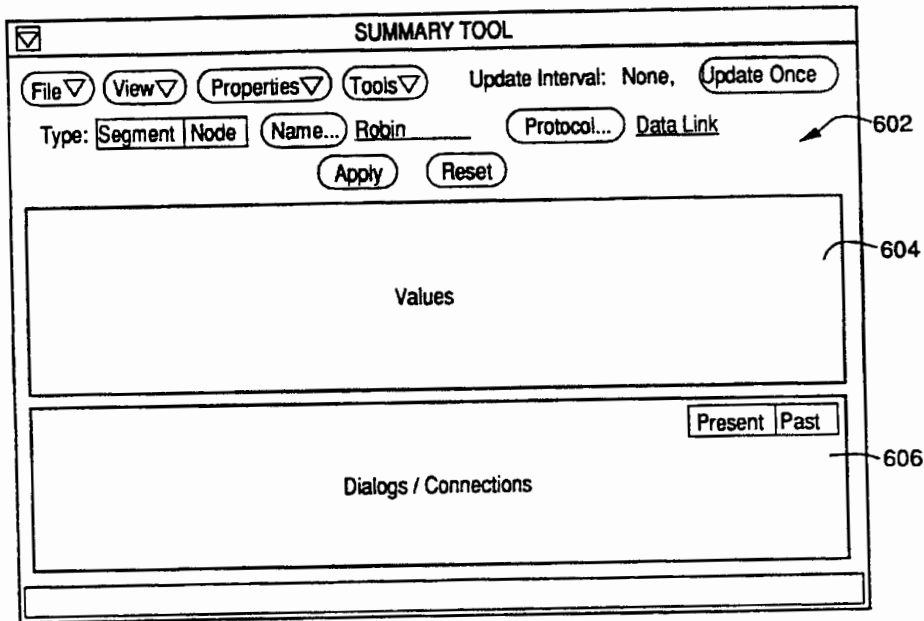 SUMMARY TOOL
File View Properties Tools Update Interval: None, Update Once
Type: Segment Node Name... Robin Protocol... Data Link
602
Apply Reset
604
Values
Present Past
606
Dialogs / Connections